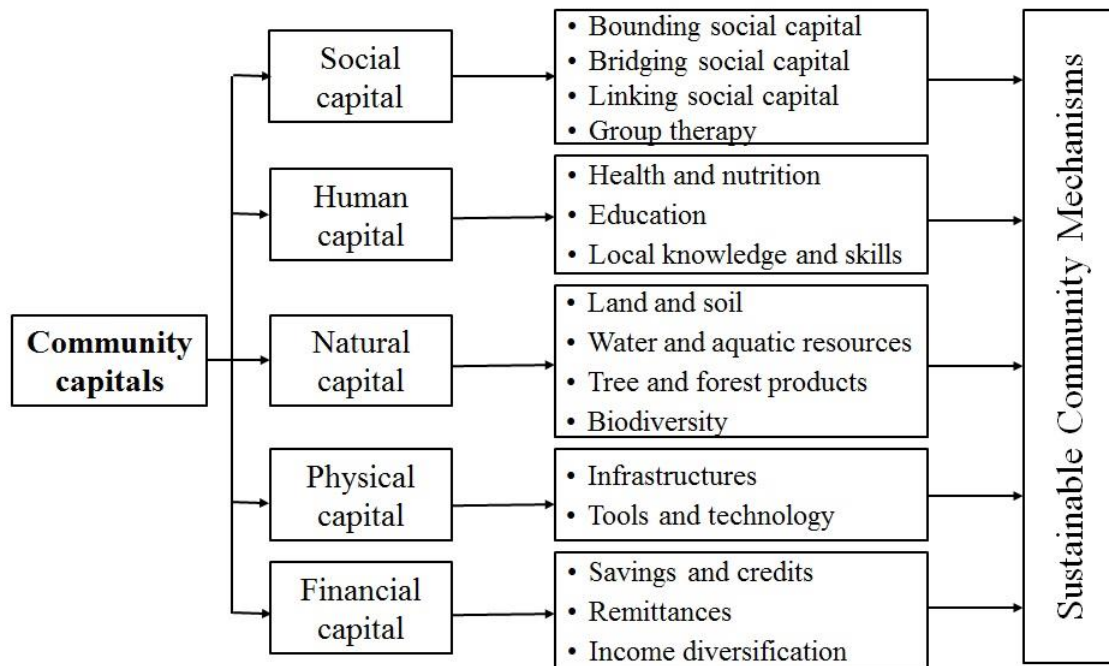 Community
capitals
Social
capital
• Bounding social capital
• Bridging social capital
• Linking social capital
• Group therapy
Human
capital
• Health and nutrition
• Education
• Local knowledge and skills
Natural
capital
• Land and soil
• Water and aquatic resources
• Tree and forest products
• Biodiversity
Physical
capital
• Infrastructures
• Tools and technology
Financial
capital
• Savings and credits
• Remittances
• Income diversification
Sustainable Community Mechanisms